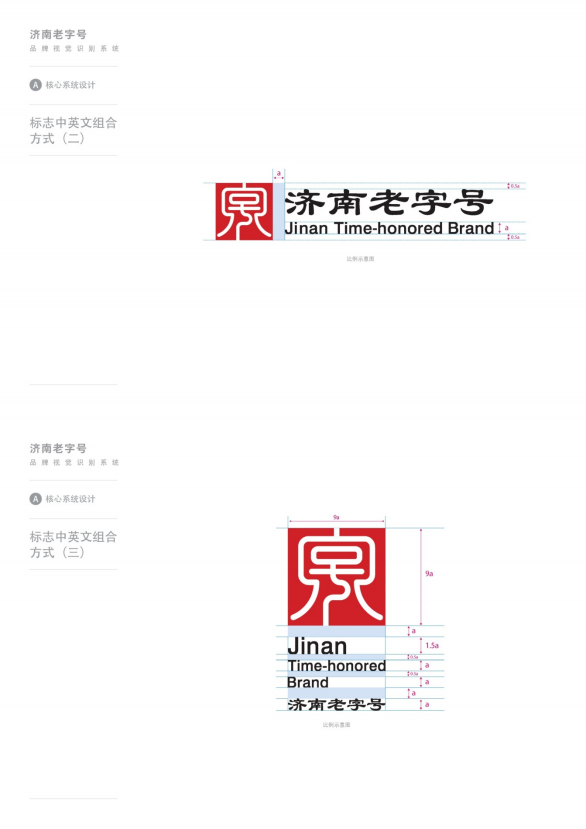 济南老字号
品牌视觉识别系统
A 核心系统设计
标志中英文组合
方式（二）
a
0.5a
济南老字号
Jinan Time-honored Brand
a
0.5a
比例示意图
济南老字号
品牌视觉识别系统
A 核心系统设计
标志中英文组合
方式（三）
9a
9a
a
Jinan
1.5a
0.5a
Time-honored
a
0.5a
Brand
a
a
济南老字号
a
比例示意图